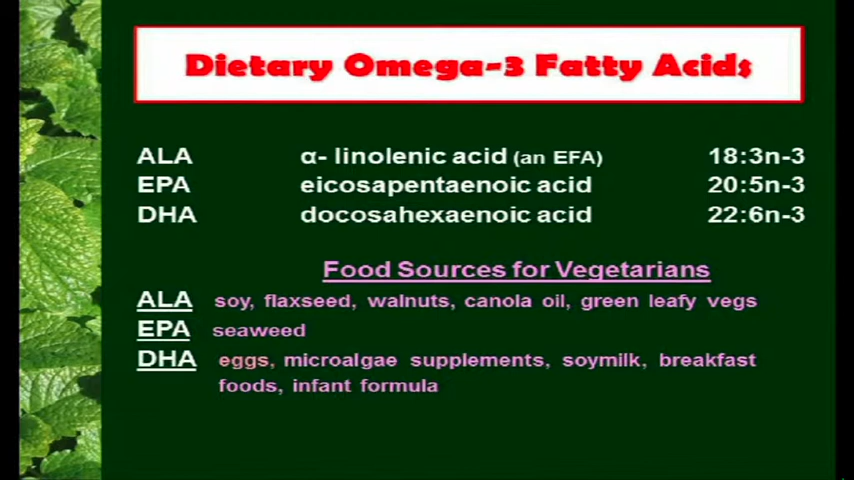 Dietary Omega-3 Fatty Acids
ALA α- linolenic acid (an EFA) 18:3n-3
EPA eicosapentaenoic acid 20:5n-3
DHA docosahexaenoic acid 22:6n-3
Food Sources for Vegetarians
ALA soy, flaxseed, walnuts, canola oil, green leafy vegs
EPA seaweed
DHA eggs, microalgae supplements, soymilk, breakfast
foods, infant formula